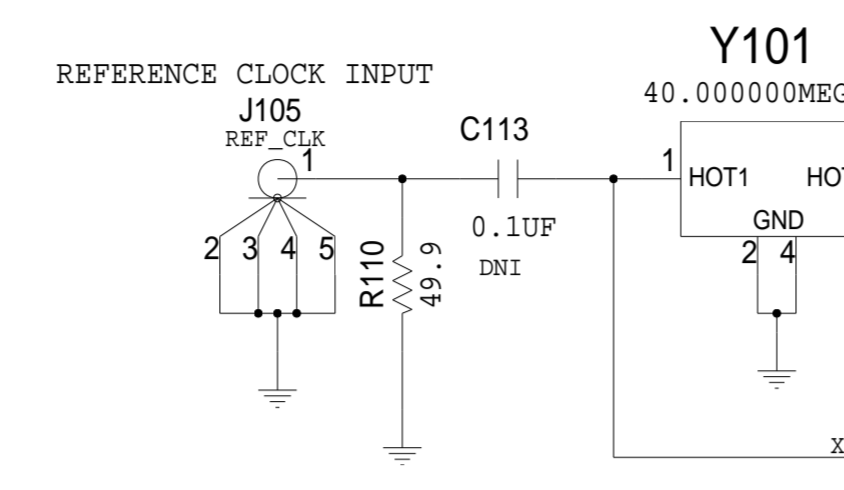 REFERENCE CLOCK INPUT
J105
REF_CLK
1
2
3
4
5
R110
49.9
C113
0.1UF
DNI
Y101
40.000000MEG
1
HOT1
HOT
GND
2
4
X